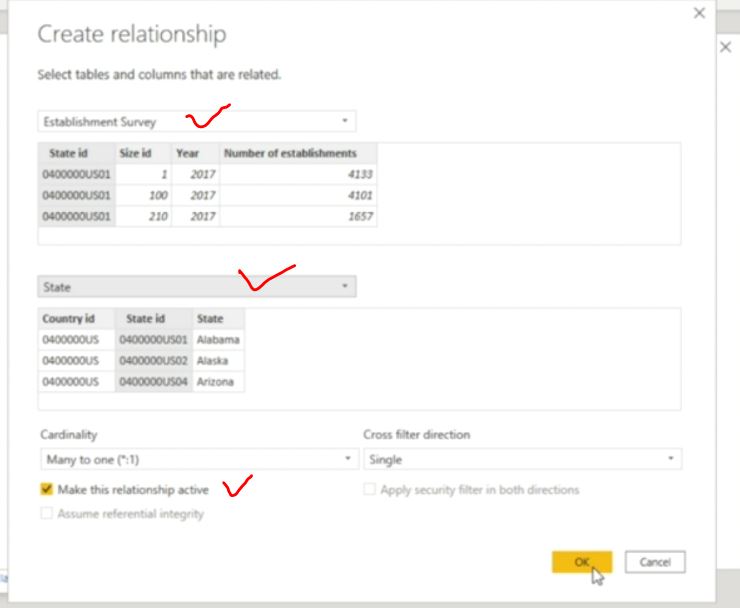 Create relationship
Select tables and columns that are related.
Establishment Survey
State id Size id Year Number of establishments
0400000US01 1 2017 4133
0400000US01 100 2017 4101
0400000US01 210 2017 1657
State
Country id State id State
0400000US 0400000US01 Alabama
0400000US 0400000US02 Alaska
0400000US 0400000US04 Arizona
Cardinality Cross filter direction
Many to one (*:1) Single
Make this relationship active Apply security filter in both directions
Assume referential integrity
OK Cancel